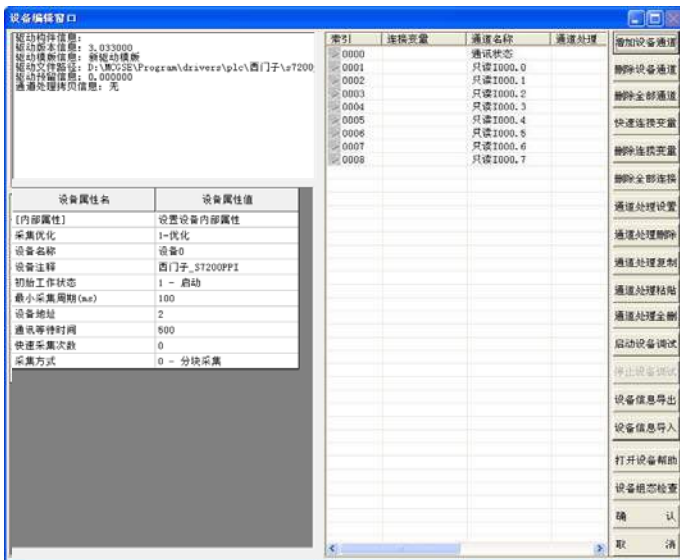 设备编辑窗口
驱动构件信息:
驱动版本信息: 3.033000
驱动模版信息: 新驱动模版
驱动文件路径: D:\MCGSE\Program\drivers\plc\西门子\s7200
驱动预留信息: 0.000000
通道处理拷贝信息: 无
索引 连接变量 通道名称 通道处理
0000 通讯状态
0001 只读I000.0
0002 只读I000.1
0003 只读I000.2
0004 只读I000.3
0005 只读I000.4
0006 只读I000.5
0007 只读I000.6
0008 只读I000.7
设备属性名 设备属性值
[内部属性] 设置设备内部属性
采集优化 1-优化
设备名称 设备0
设备注释 西门子_S7200PPI
初始工作状态 1 - 启动
最小采集周期(ms) 100
设备地址 2
通讯等待时间 500
快速采集次数 0
采集方式 0 - 分块采集
增加设备通道
删除设备通道
删除全部通道
快速连接变量
删除连接变量
删除全部连接
通道处理设置
通道处理删除
通道处理复制
通道处理粘贴
通道处理全删
启动设备调试
停止设备调试
设备信息导出
设备信息导入
打开设备帮助
设备组态检查
确 认
取 消